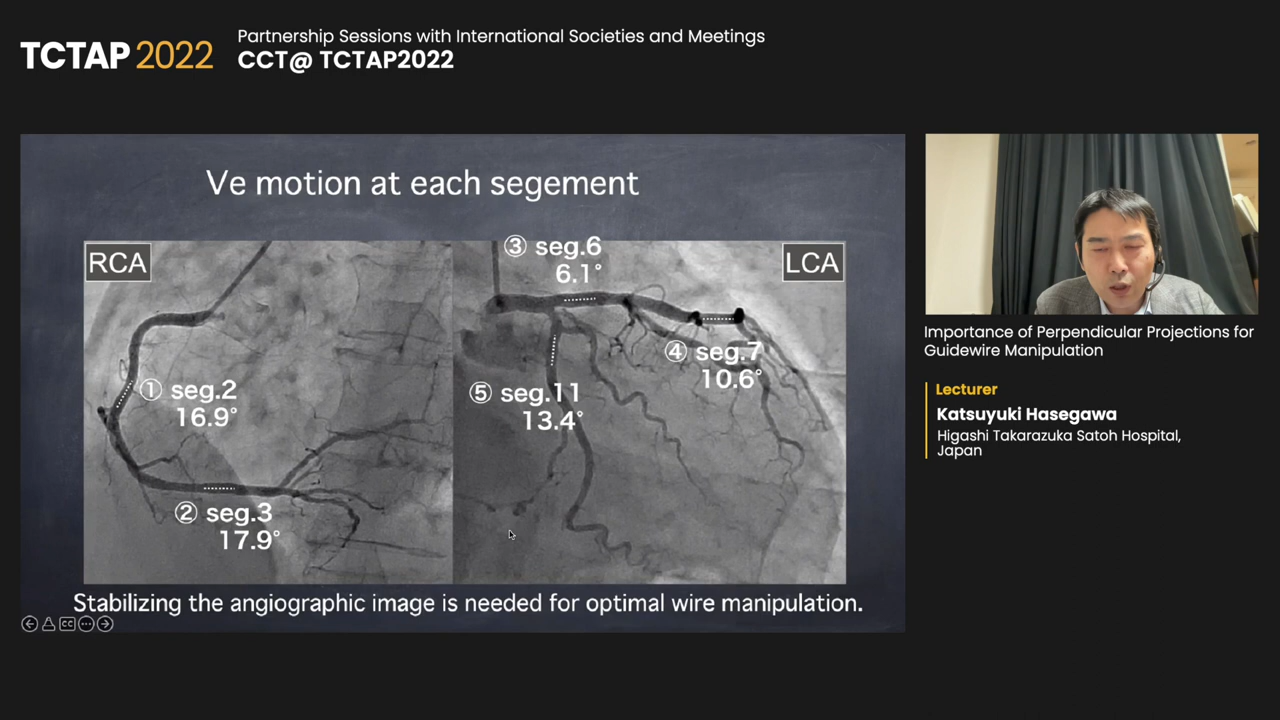 TCTAP 2022
Partnership Sessions with International Societies and Meetings
CCT@ TCTAP2022
Ve motion at each segement
RCA
LCA
① seg.2
16.9°
② seg.3
17.9°
③ seg.6
6.1°
④ seg.7
10.6°
⑤ seg.11
13.4°
Stabilizing the angiographic image is needed for optimal wire manipulation.
CC
Importance of Perpendicular Projections for
Guidewire Manipulation
Lecturer
Katsuyuki Hasegawa
Higashi Takarazuka Satoh Hospital,
Japan